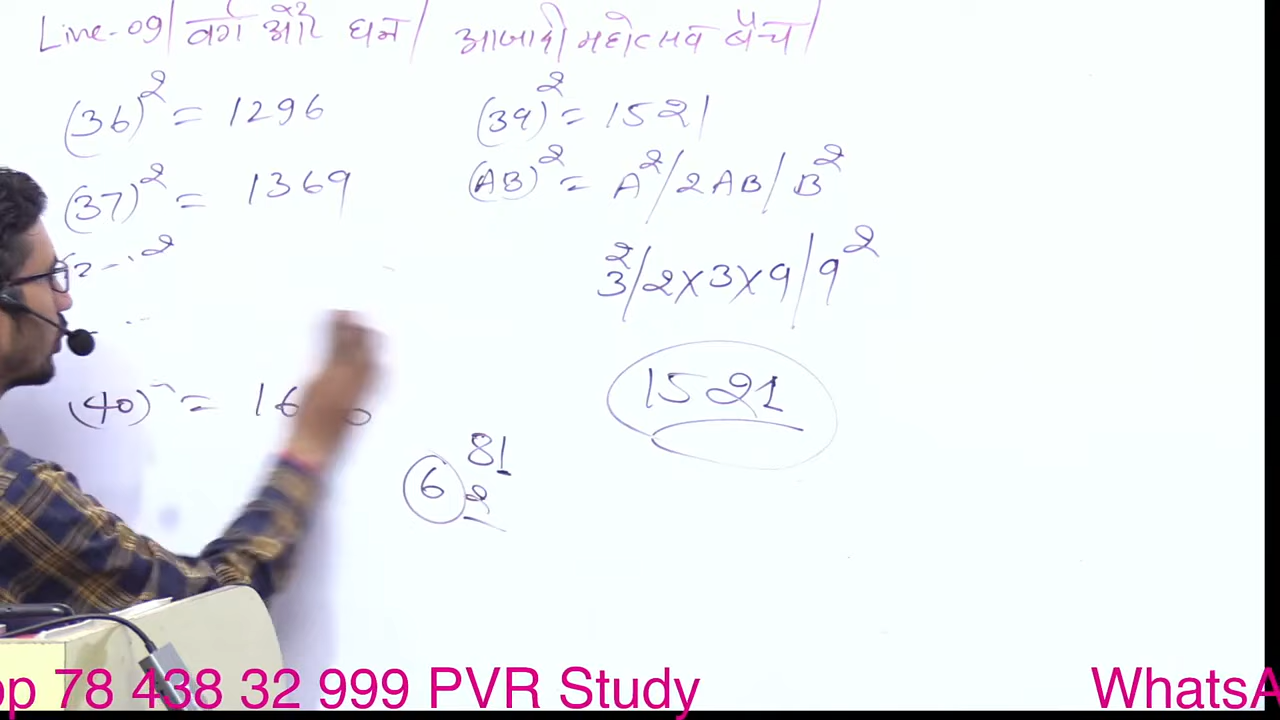 Line-09| वर्ग और घन/ आजादी महोत्सव बैच/
(36)² = 1296
(39)² = 1521
(37)² = 1369
(AB)² = A²/2AB/B²
3²/2×3×9/9²
1521
(40) = 16
81
6 2
pp 78 438 32 999 PVR Study WhatsA